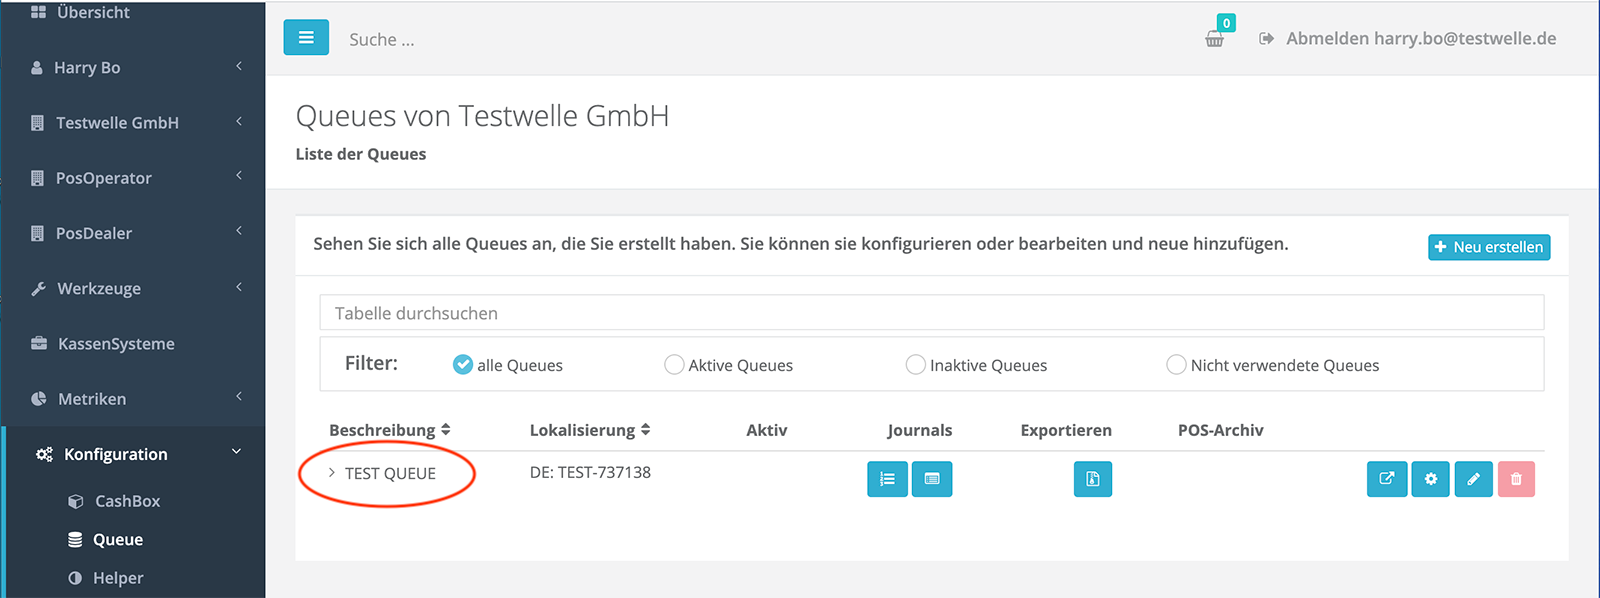 Übersicht
Harry Bo
Testwelle GmbH
PosOperator
PosDealer
Werkzeuge
KassenSysteme
Metriken
Konfiguration
CashBox
Queue
Helper
Suche ...
0
Abmelden harry.bo@testwelle.de
Queues von Testwelle GmbH
Liste der Queues
Sehen Sie sich alle Queues an, die Sie erstellt haben. Sie können sie konfigurieren oder bearbeiten und neue hinzufügen.
Neu erstellen
Tabelle durchsuchen
Filter: alle Queues Aktive Queues Inaktive Queues Nicht verwendete Queues
Beschreibung Lokalisierung Aktiv Journals Exportieren POS-Archiv
TEST QUEUE DE: TEST-737138